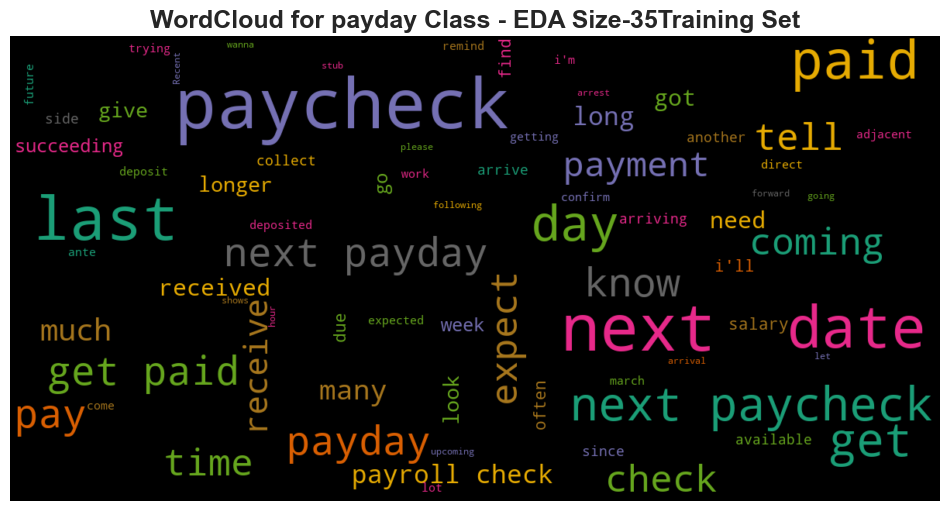 WordCloud for payday Class - EDA Size-35Training Set
trying
wanna
remind
find
i'm
paid
future
Recent
stub
paycheck
arrest
got
side
give
long
succeeding
getting
another
tell
adjacent
please
collect
deposit
longer
go
work
arrive
payment
direct
confirm
forward
going
last
following
deposited
day
arriving
need
ante
next payday
coming
received
know
i'll
shows
hour
receive
expect
much
due
expected
week
next
salary
date
arrival
let
get paid
many
look
often
march
pay
come
next paycheck
payday
upcoming
since
available
get
time
payroll check
lot
check